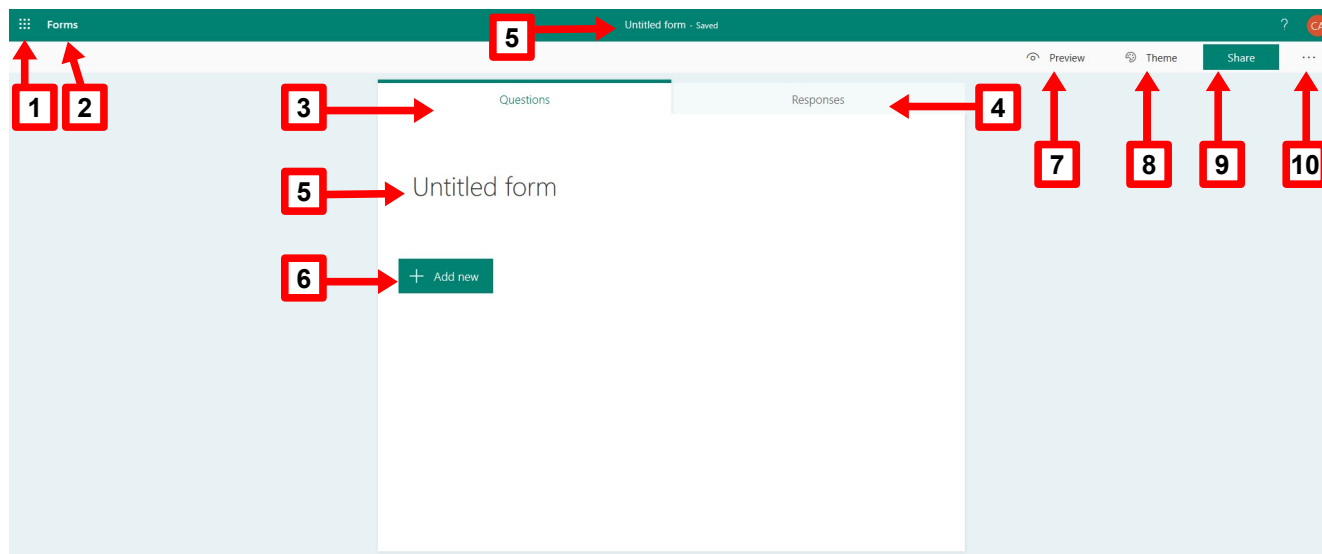 Forms
5
Untitled form - Saved
?
CA
Preview
Theme
Share
...
1
2
3
Questions
Responses
4
7
8
9
10
5
Untitled form
6
+ Add new